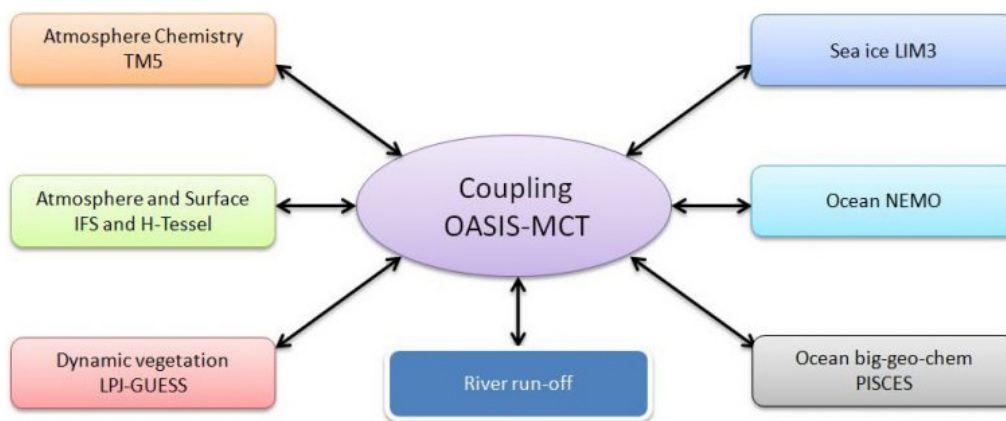 Atmosphere Chemistry
TM5
Sea ice LIM3
Coupling
OASIS-MCT
Atmosphere and Surface
IFS and H-Tessel
Ocean NEMO
Dynamic vegetation
LPJ-GUESS
River run-off
Ocean big-geo-chem
PISCES